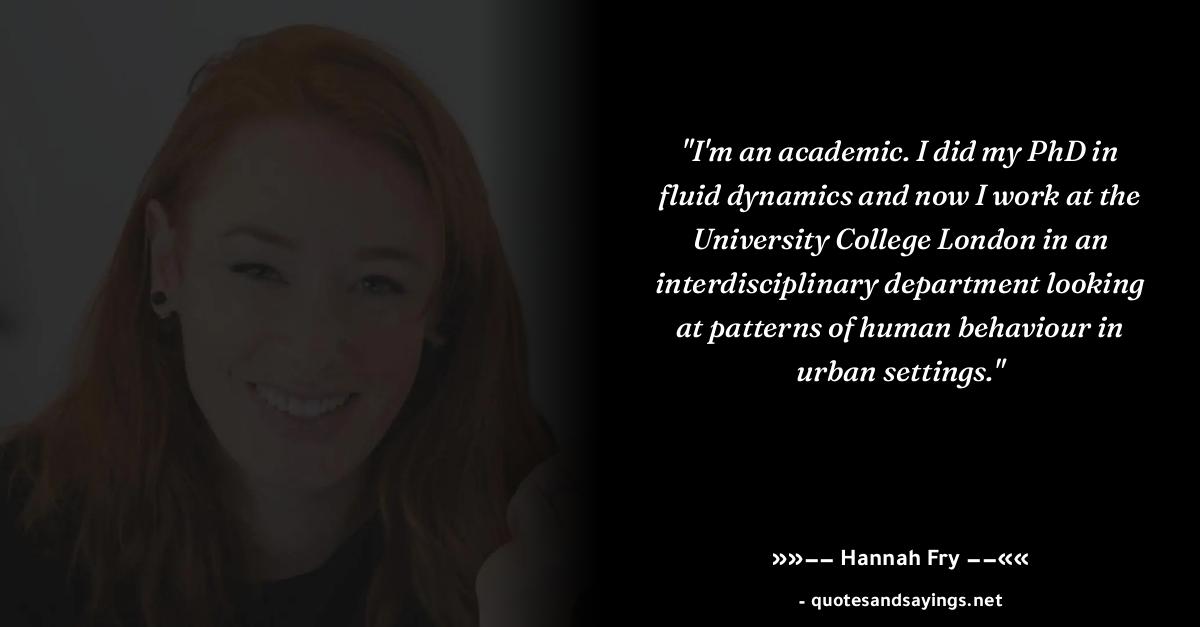 "I'm an academic. I did my PhD in
fluid dynamics and now I work at the
University College London in an
interdisciplinary department looking
at patterns of human behaviour in
urban settings."
»»−− Hannah Fry −−««
- quotesandsayings.net